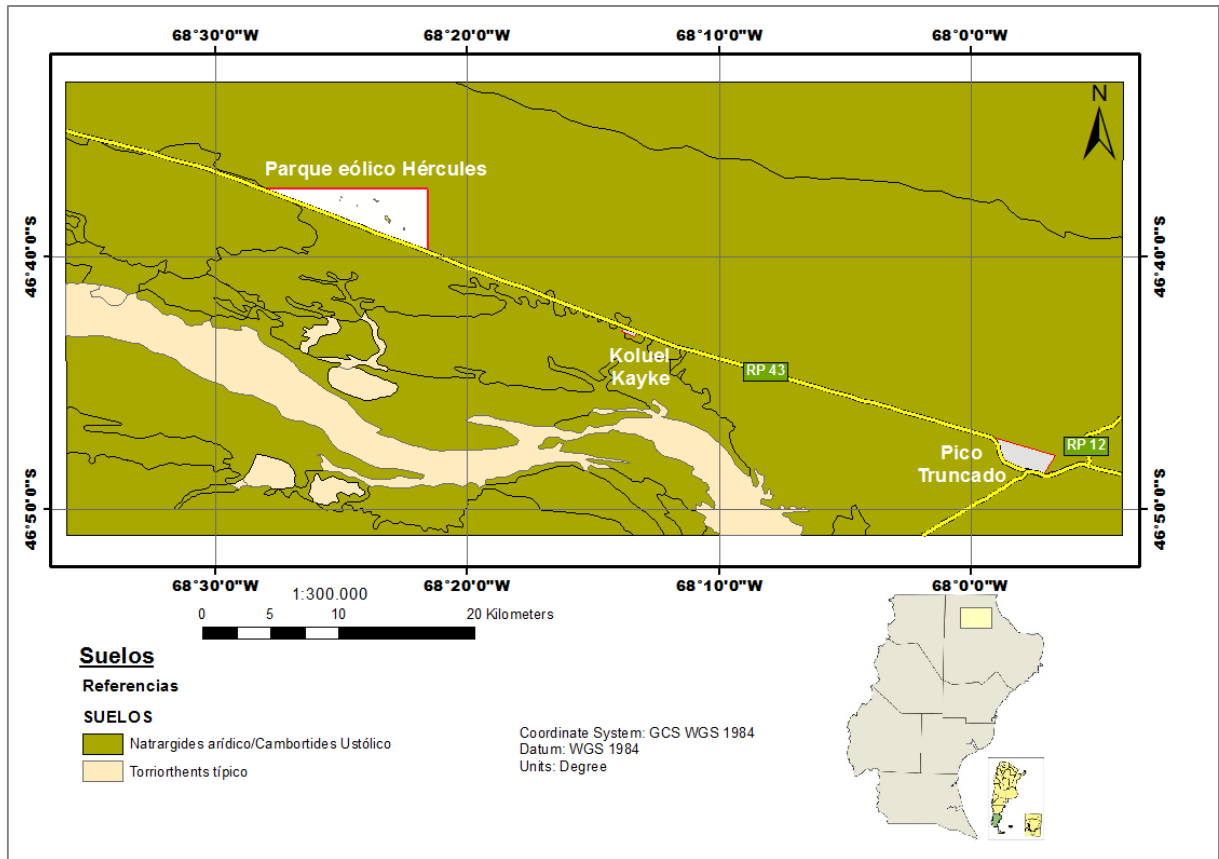 68°30'0"W 68°20'0"W 68°10'0"W 68°0'0"W
N
Parque eólico Hércules
46°40'0"S 46°40'0"S
Koluel
Kayke
RP 43
Pico
Truncado
RP 12
46°50'0"S 46°50'0"S
68°30'0"W 68°20'0"W 68°10'0"W 68°0'0"W
1:300.000
0 5 10 20 Kilometers
Suelos
Referencias
SUELOS
Natrargides arídico/Cambortides Ustólico
Torriorthents típico
Coordinate System: GCS WGS 1984
Datum: WGS 1984
Units: Degree